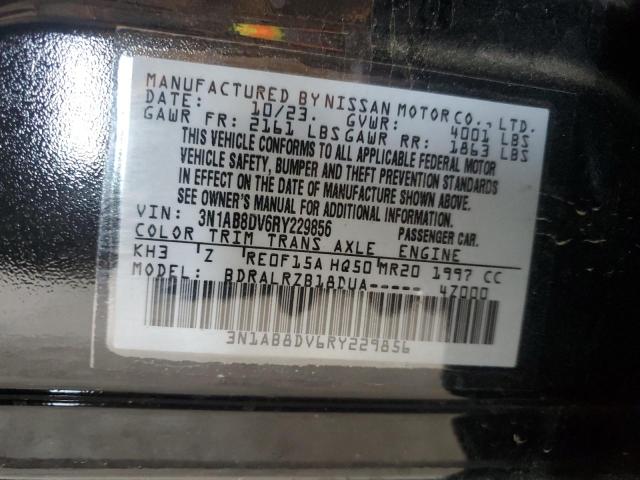 MANUFACTURED BY NISSAN MOTOR CO., LTD.
DATE: 10/23. GVWR: 4001 LBS
GAWR FR: 2161 LBS GAWR RR: 1863 LBS
THIS VEHICLE CONFORMS TO ALL APPLICABLE FEDERAL MOTOR
VEHICLE SAFETY, BUMPER AND THEFT PREVENTION STANDARDS
IN EFFECT ON THE DATE OF MANUFACTURE SHOWN ABOVE.
SEE OWNER'S MANUAL FOR ADDITIONAL INFORMATION.
VIN: 3N1AB8DV6RY229856 PASSENGER CAR.
COLOR TRIM TRANS AXLE ENGINE
KH3 'Z RE0F15A HQ50 MR20 1997 CC
MODEL: BDRALRZB18DUA----- 4Z000
3N1AB8DV6RY229856